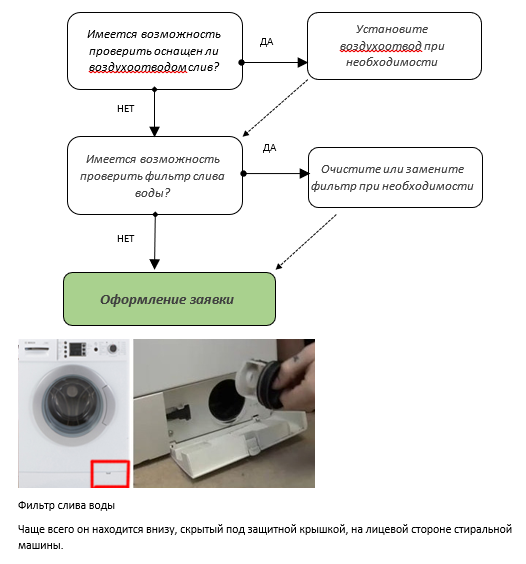 Имеется возможность
проверить оснащен ли
воздухоотводом слив?
ДА
Установите
воздухоотвод при
необходимости
НЕТ
Имеется возможность
проверить фильтр слива
воды?
ДА
Очистите или замените
фильтр при необходимости
НЕТ
Оформление заявки
Фильтр слива воды
Чаще всего он находится внизу, скрытый под защитной крышкой, на лицевой стороне стиральной
машины.